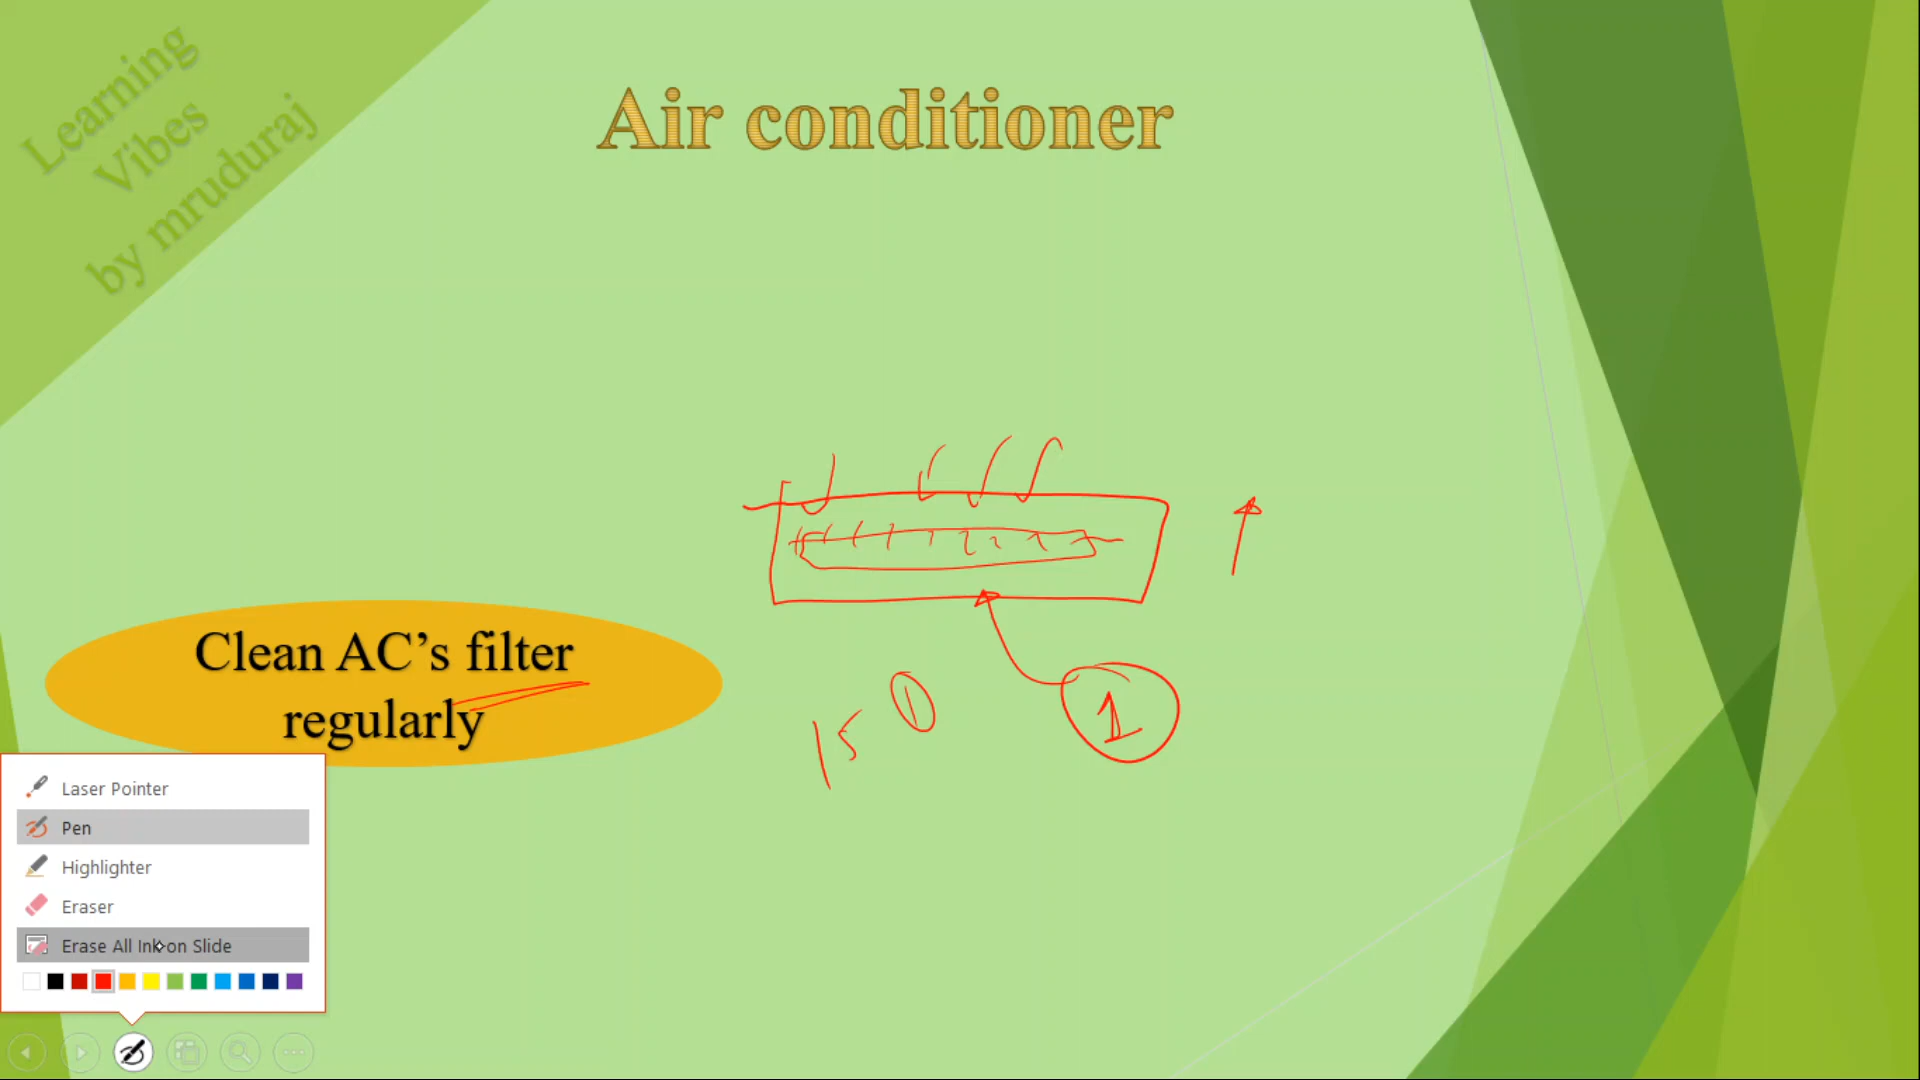 Learning
Vibes
by mruduraj
Air conditioner
Clean AC’s filter
regularly
15
1
1
Laser Pointer
Pen
Highlighter
Eraser
Erase All Ink on Slide